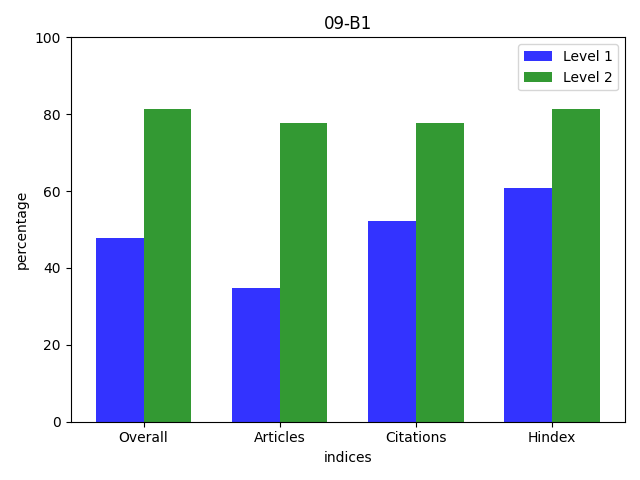 09-B1
Level 1
Level 2
100
80
60
40
20
0
percentage
Overall
Articles
Citations
Hindex
indices